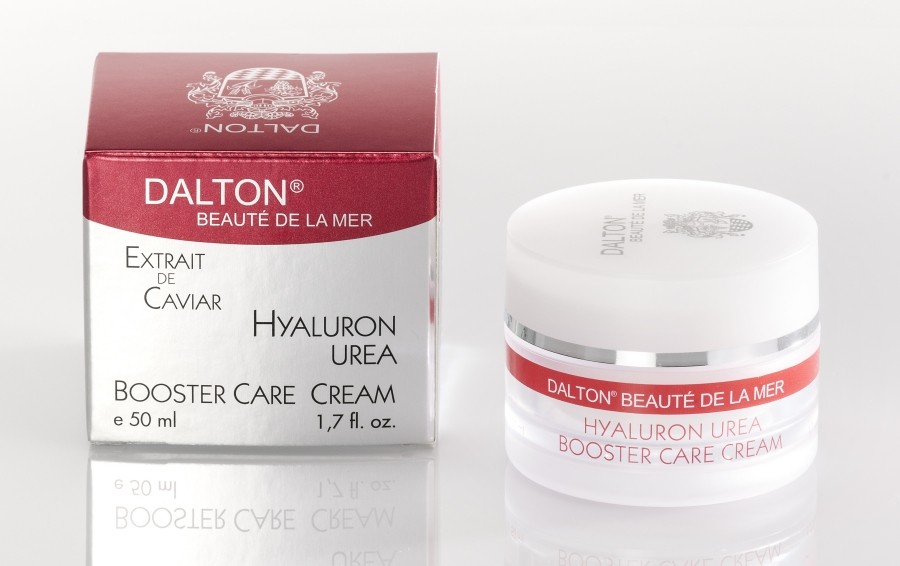 DALTON®
DALTON®
BEAUTÉ DE LA MER
EXTRAIT
DE
CAVIAR
HYALURON
UREA
BOOSTER CARE CREAM
e 50 ml 1,7 fl. oz.
DALTON®
BEAUTÉ DE LA MER
DALTON® BEAUTÉ DE LA MER
HYALURON UREA
BOOSTER CARE CREAM